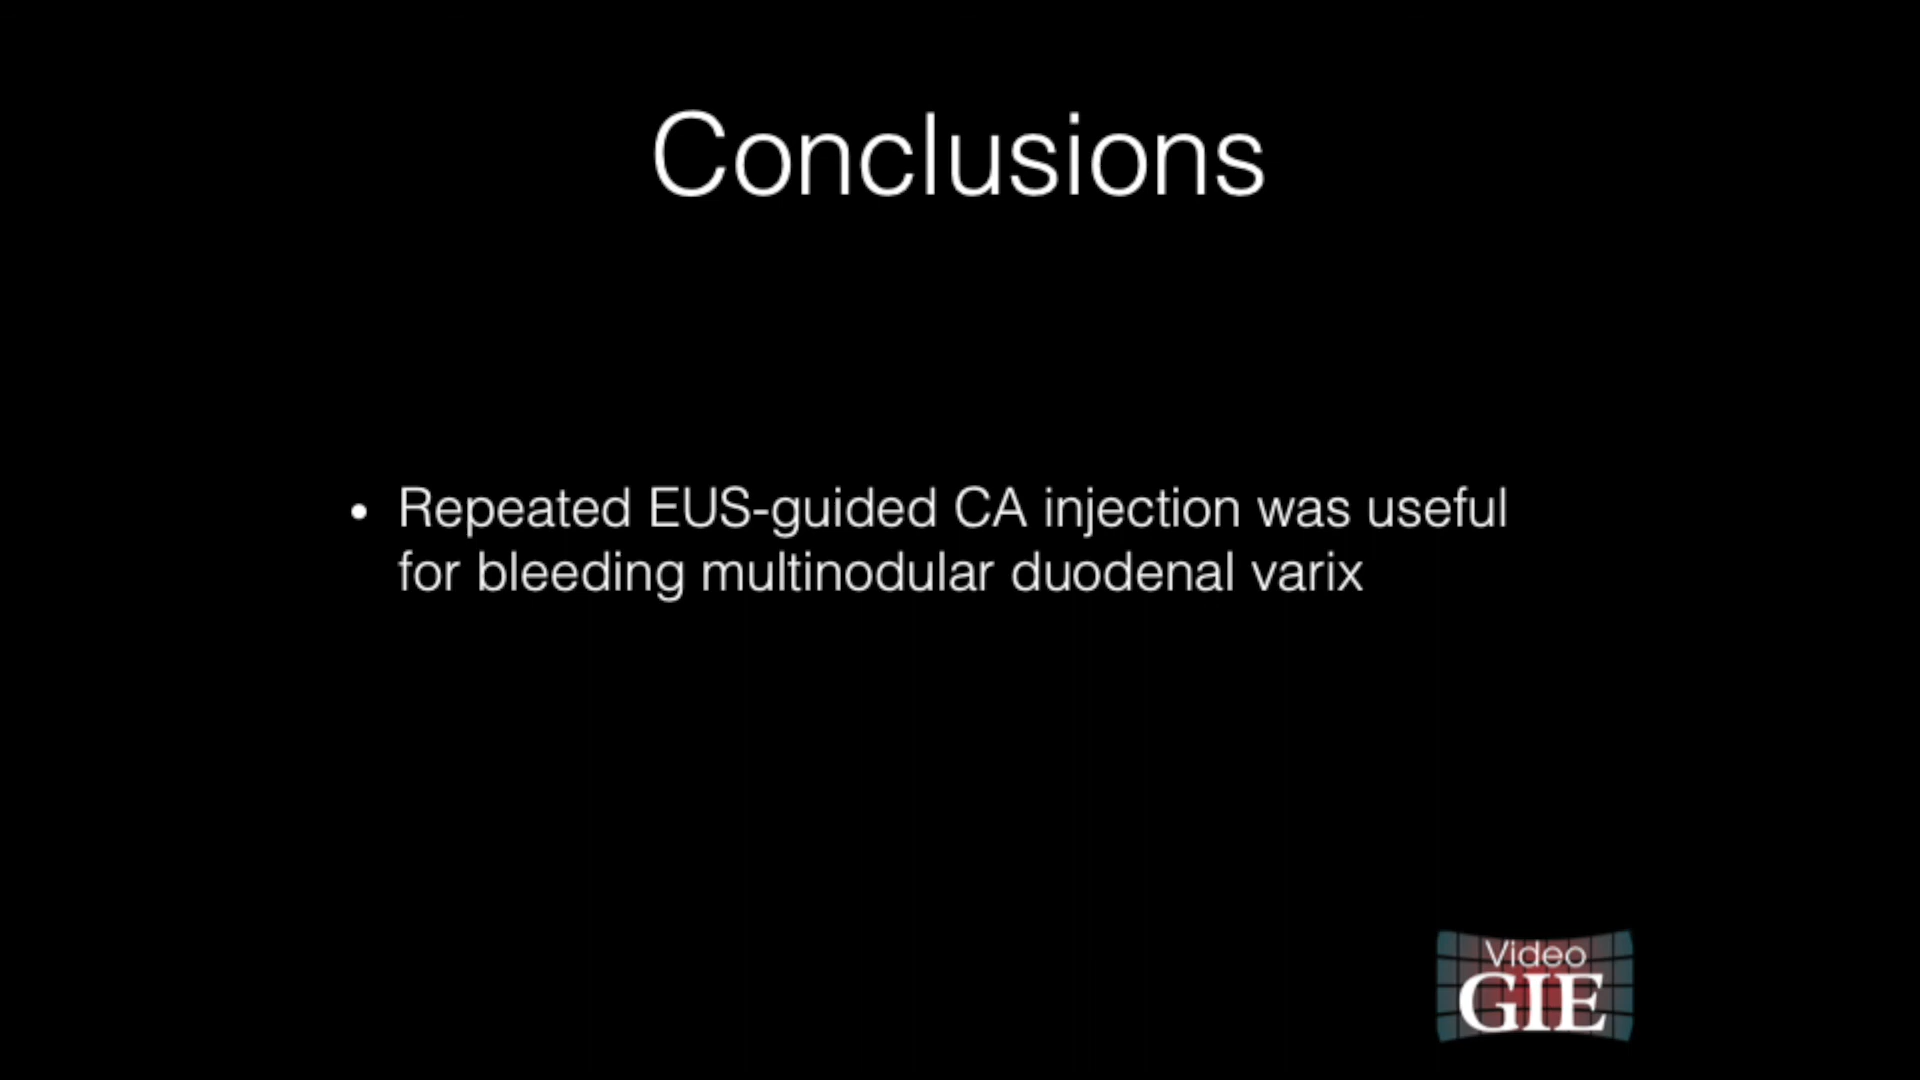 Conclusions
• Repeated EUS-guided CA injection was useful
for bleeding multinodular duodenal varix
Video
GIE